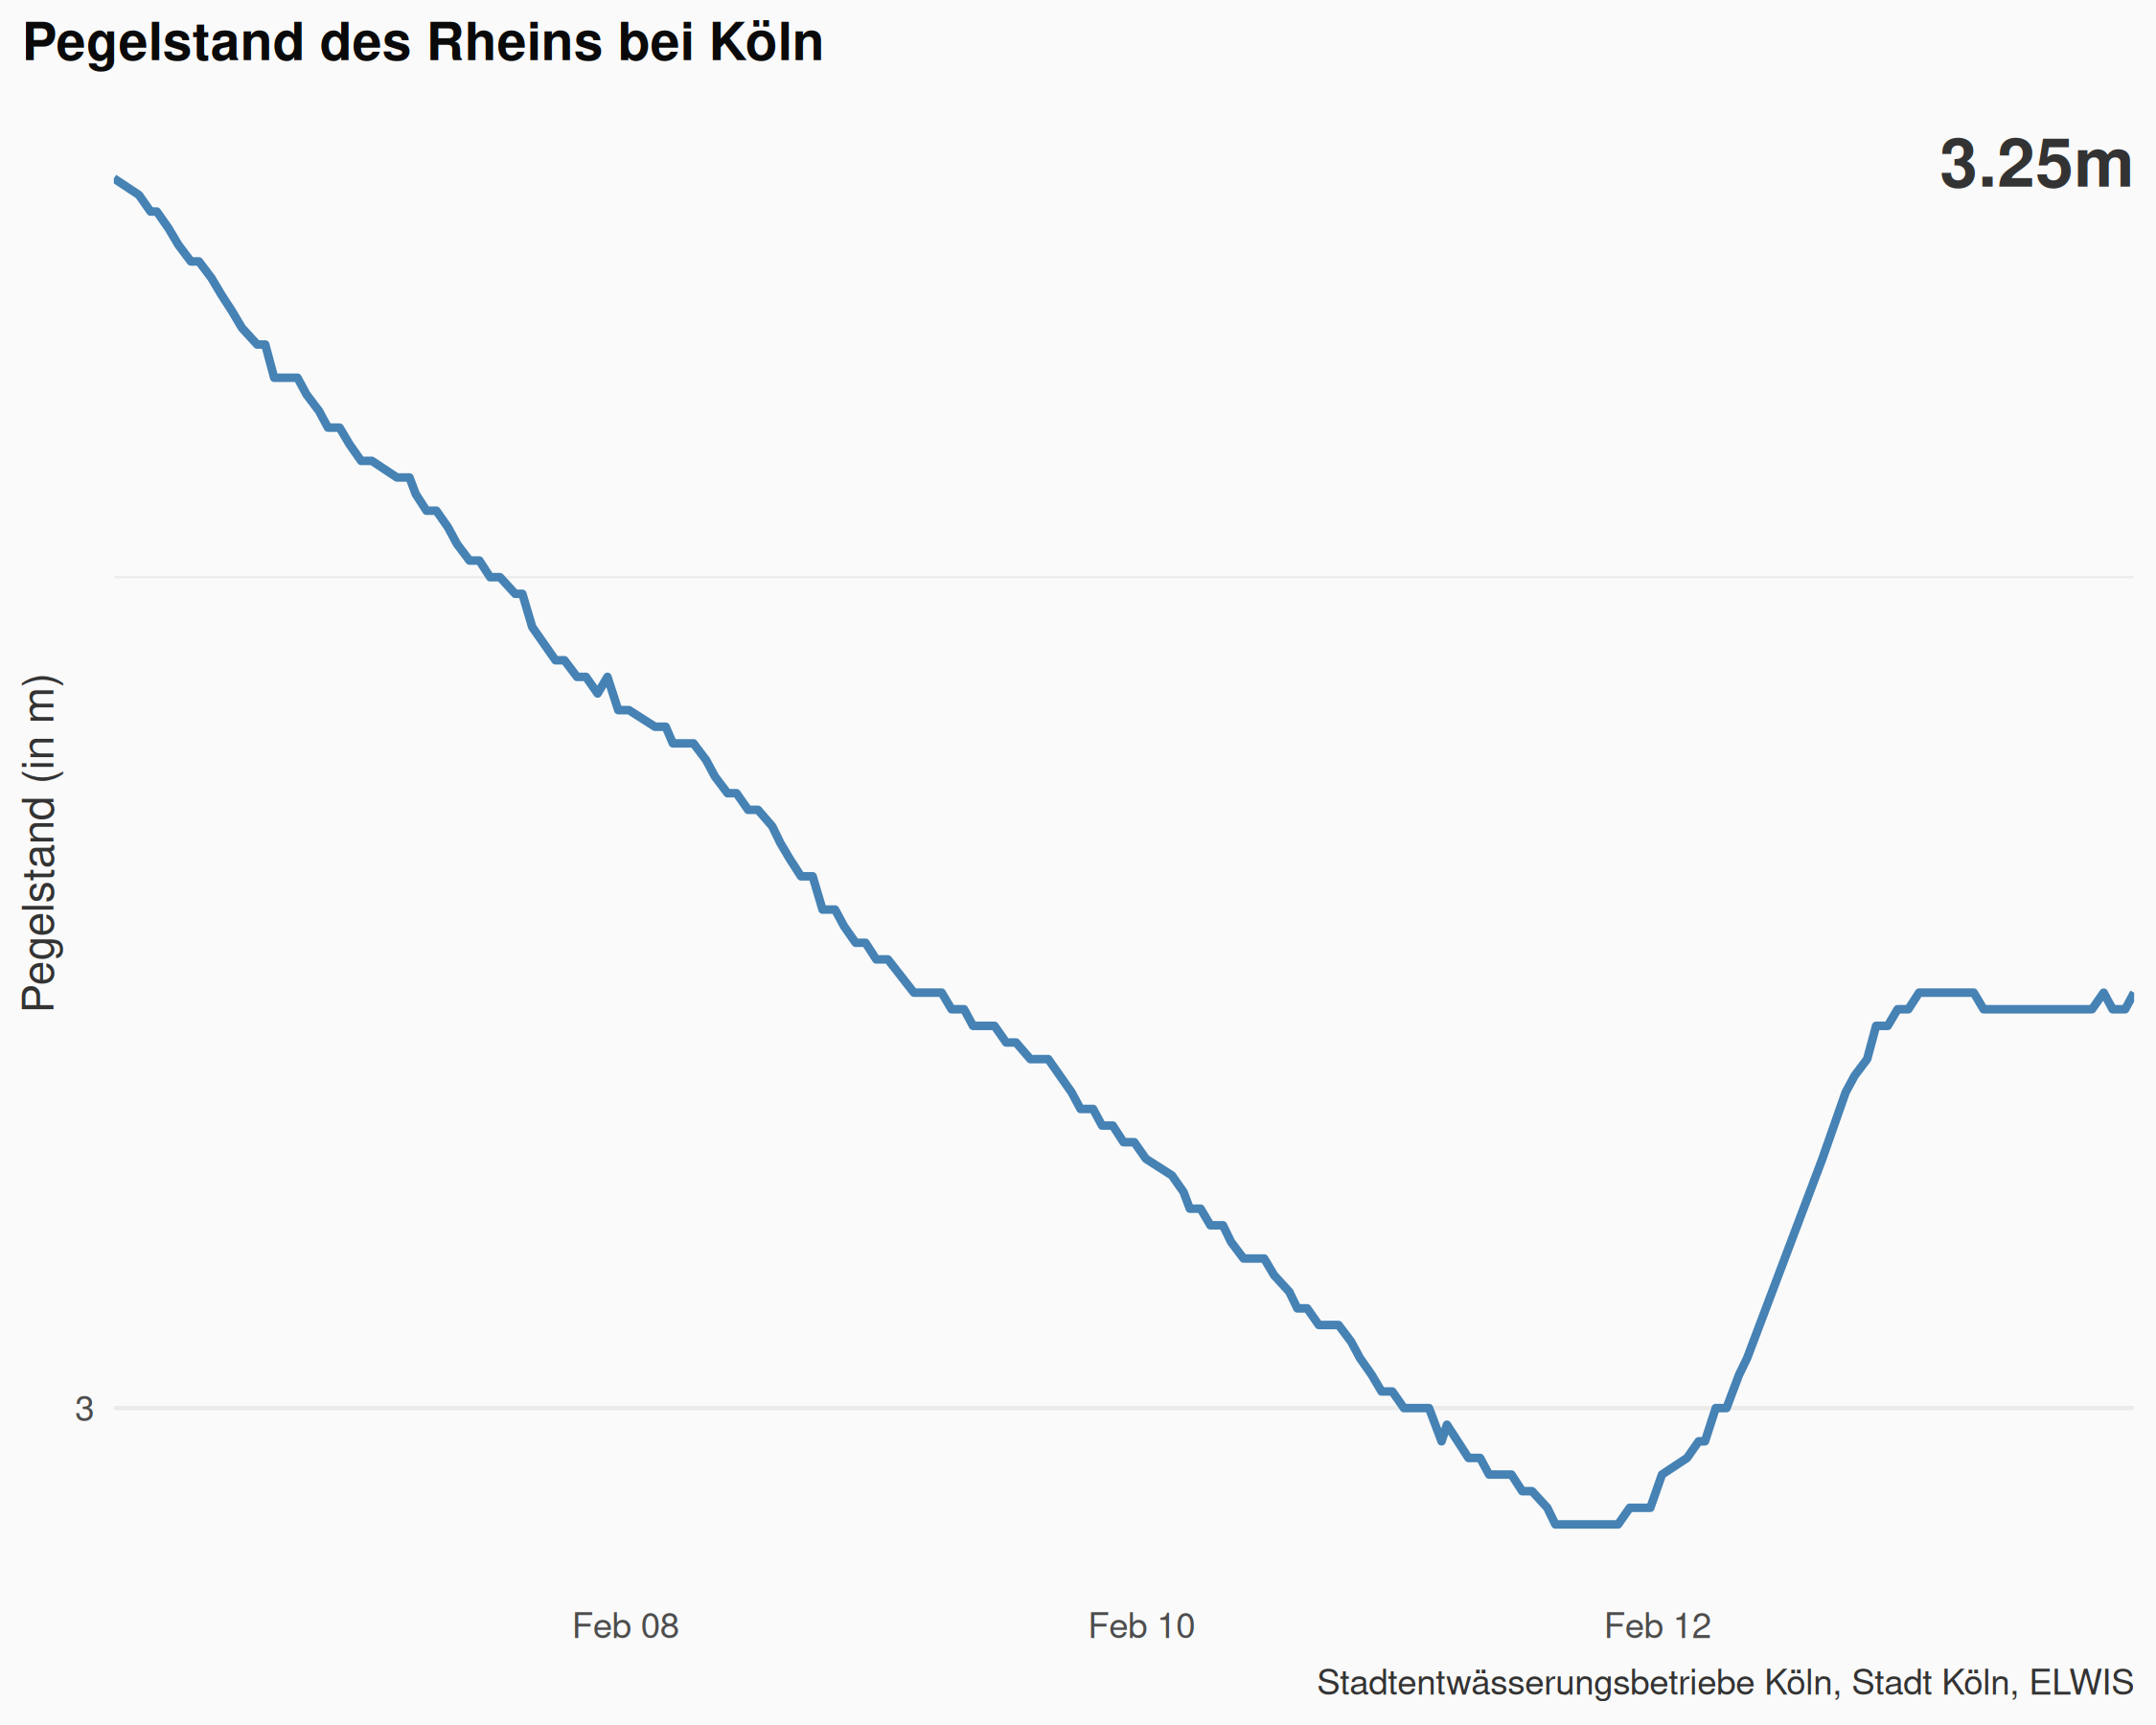 Pegelstand des Rheins bei Köln
3.25m
Pegelstand (in m)
3
Feb 08
Feb 10
Feb 12
Stadtentwässerungsbetriebe Köln, Stadt Köln, ELWIS